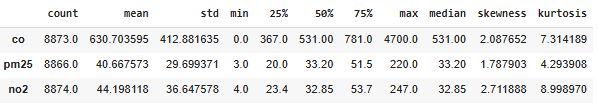 count mean std min 25% 50% 75% max median skewness kurtosis
co 8873.0 630.703595 412.881635 0.0 367.0 531.00 781.0 4700.0 531.00 2.087652 7.314189
pm25 8866.0 40.667573 29.699371 3.0 20.0 33.20 51.5 220.0 33.20 1.787903 4.293908
no2 8874.0 44.198118 36.647578 4.0 23.4 32.85 53.7 247.0 32.85 2.711888 8.998970